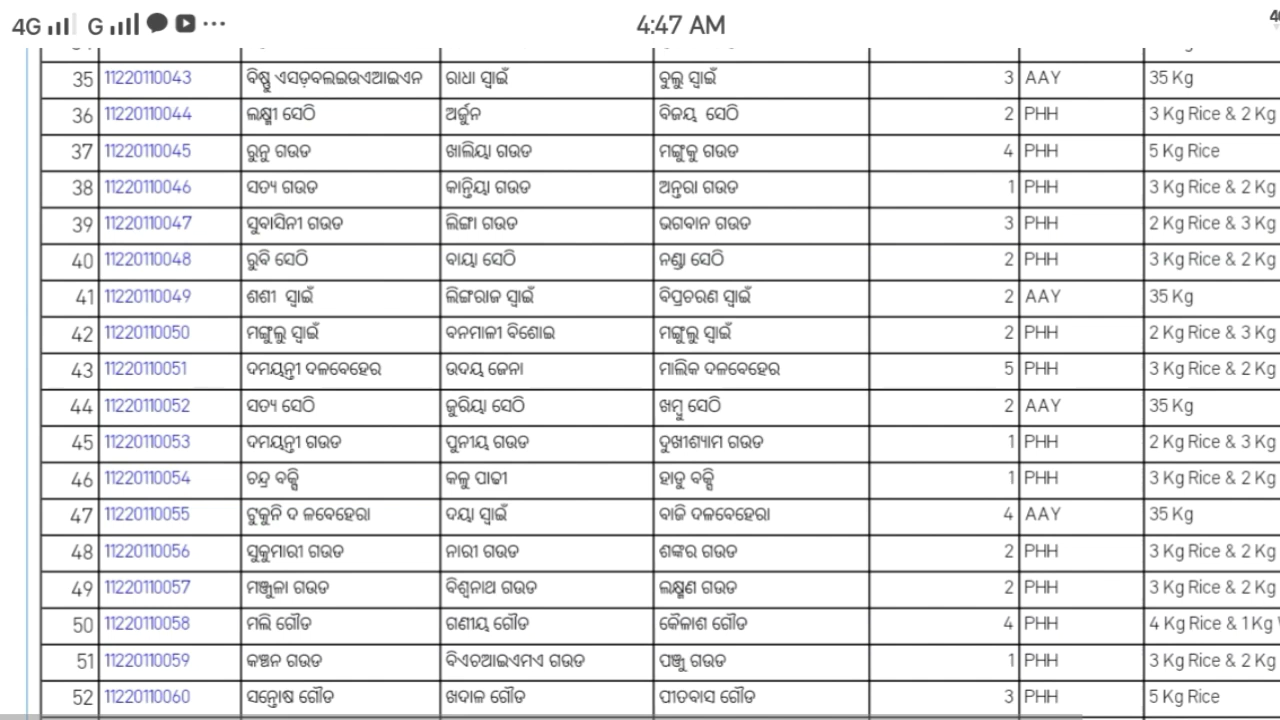 4G G ... 4:47 AM
35 11220110043 ବିଷ୍ଣୁ ଏସଡ଼ବଲଇଉଏଆଇଏନ ରାଧା ସ୍ୱାଇଁ ବୁଲୁ ସ୍ୱାଇଁ 3 AAY 35 Kg
36 11220110044 ଲକ୍ଷ୍ମୀ ସେଠି ଅର୍ଜୁନ ବିଜୟ ସେଠି 2 PHH 3 Kg Rice & 2 Kg
37 11220110045 ରୁନୁ ଗଉଡ ଖାଲିୟା ଗଉଡ ମଙ୍ଗୁକୁ ଗଉଡ 4 PHH 5 Kg Rice
38 11220110046 ସତ୍ୟ ଗଉଡ କାନ୍ତିୟା ଗଉଡ ଅନ୍ତରା ଗଉଡ 1 PHH 3 Kg Rice & 2 Kg
39 11220110047 ସୁବାସିନୀ ଗଉଡ ଲିଙ୍ଗା ଗଉଡ ଭଗବାନ ଗଉଡ 3 PHH 2 Kg Rice & 3 Kg
40 11220110048 ରୁବି ସେଠି ବାୟା ସେଠି ନଣ୍ଡା ସେଠି 2 PHH 3 Kg Rice & 2 Kg
41 11220110049 ଶଶୀ ସ୍ୱାଇଁ ଲିଙ୍ଗରାଜ ସ୍ୱାଇଁ ବିପ୍ରଚରଣ ସ୍ୱାଇଁ 2 AAY 35 Kg
42 11220110050 ମଙ୍ଗୁଲୁ ସ୍ୱାଇଁ ବନମାଳୀ ବିଶୋଇ ମଙ୍ଗୁଲୁ ସ୍ୱାଇଁ 2 PHH 2 Kg Rice & 3 Kg
43 11220110051 ଦମୟନ୍ତୀ ଦଳବେହେର ଉଦୟ ଜେନା ମାଲିକ ଦଳବେହେର 5 PHH 3 Kg Rice & 2 Kg
44 11220110052 ସତ୍ୟ ସେଠି ଜୁରିୟା ସେଠି ଖମ୍ବୁ ସେଠି 2 AAY 35 Kg
45 11220110053 ଦମୟନ୍ତୀ ଗଉଡ ପୁନୀୟ ଗଉଡ ଦୁଖୀଶ୍ୟାମ ଗଉଡ 1 PHH 2 Kg Rice & 3 Kg
46 11220110054 ଚନ୍ଦ୍ର ବକ୍ସି କଳୁ ପାଢୀ ହାଡୁ ବକ୍ସି 1 PHH 3 Kg Rice & 2 Kg
47 11220110055 ଟୁକୁନି ଦ ଳବେହେରା ଦୟା ସ୍ୱାଇଁ ବାଜି ଦଳବେହେରା 4 AAY 35 Kg
48 11220110056 ସୁକୁମାରୀ ଗଉଡ ନାରୀ ଗଉଡ ଶଙ୍କର ଗଉଡ 2 PHH 3 Kg Rice & 2 Kg
49 11220110057 ମଞ୍ଜୁଳା ଗଉଡ ବିଶ୍ୱନାଥ ଗଉଡ ଲକ୍ଷ୍ମଣ ଗଉଡ 2 PHH 3 Kg Rice & 2 Kg
50 11220110058 ମଲି ଗୌଡ ଗଣୀୟ ଗୌଡ କୈଳାଶ ଗୌଡ 4 PHH 4 Kg Rice & 1 Kg
51 11220110059 କଞ୍ଚନ ଗଉଡ ବିଏଚଆଇଏମଏ ଗଉଡ ପଞ୍ଜୁ ଗଉଡ 1 PHH 3 Kg Rice & 2 Kg
52 11220110060 ସନ୍ତୋଷ ଗୌଡ ଖଦାଳ ଗୌଡ ପୀତବାସ ଗୌଡ 3 PHH 5 Kg Rice